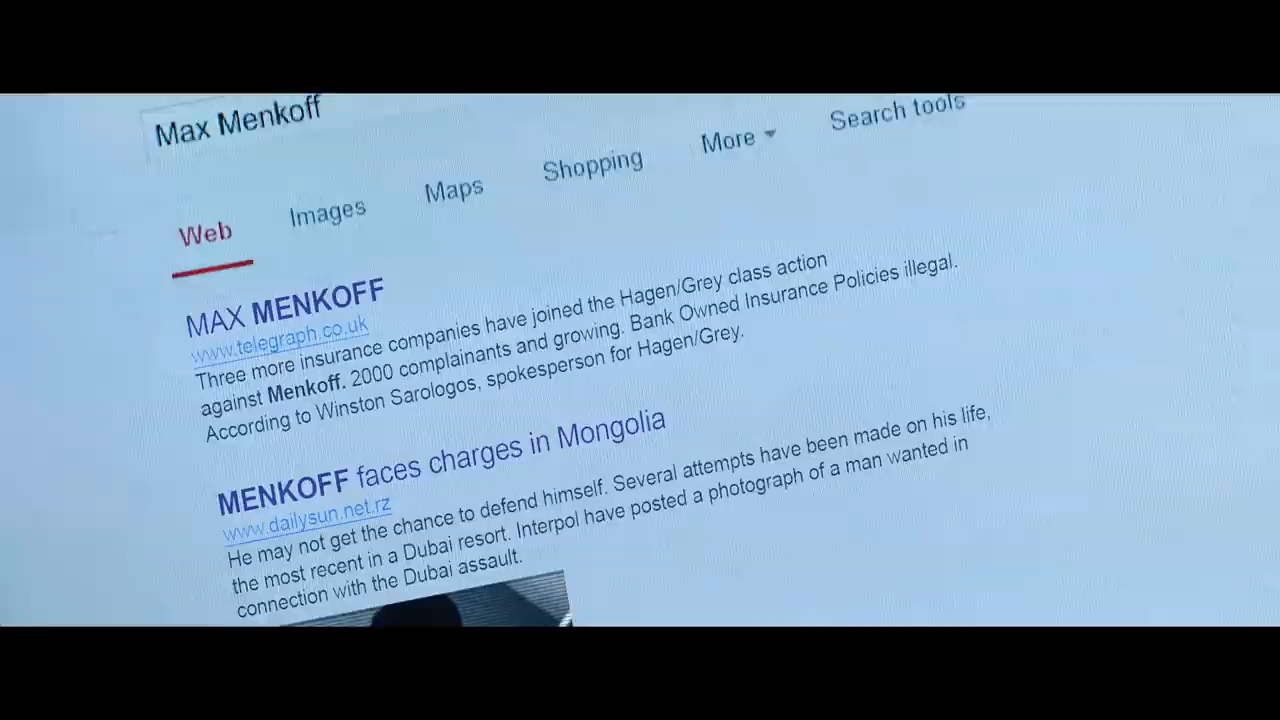 Max Menkoff
Web Images Maps Shopping More Search tools
MAX MENKOFF
www.telegraph.co.uk
Three more insurance companies have joined the Hagen/Grey class action
against Menkoff. 2000 complainants and growing. Bank Owned Insurance Policies illegal.
According to Winston Sarologos, spokesperson for Hagen/Grey.
MENKOFF faces charges in Mongolia
www.dailysun.net.rz
He may not get the chance to defend himself. Several attempts have been made on his life,
the most recent in a Dubai resort. Interpol have posted a photograph of a man wanted in
connection with the Dubai assault.